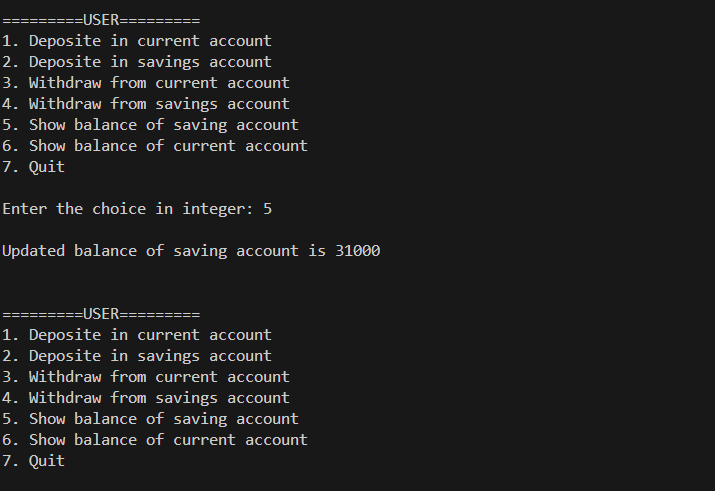 =========USER=========
1. Deposite in current account
2. Deposite in savings account
3. Withdraw from current account
4. Withdraw from savings account
5. Show balance of saving account
6. Show balance of current account
7. Quit
Enter the choice in integer: 5
Updated balance of saving account is 31000
=========USER=========
1. Deposite in current account
2. Deposite in savings account
3. Withdraw from current account
4. Withdraw from savings account
5. Show balance of saving account
6. Show balance of current account
7. Quit